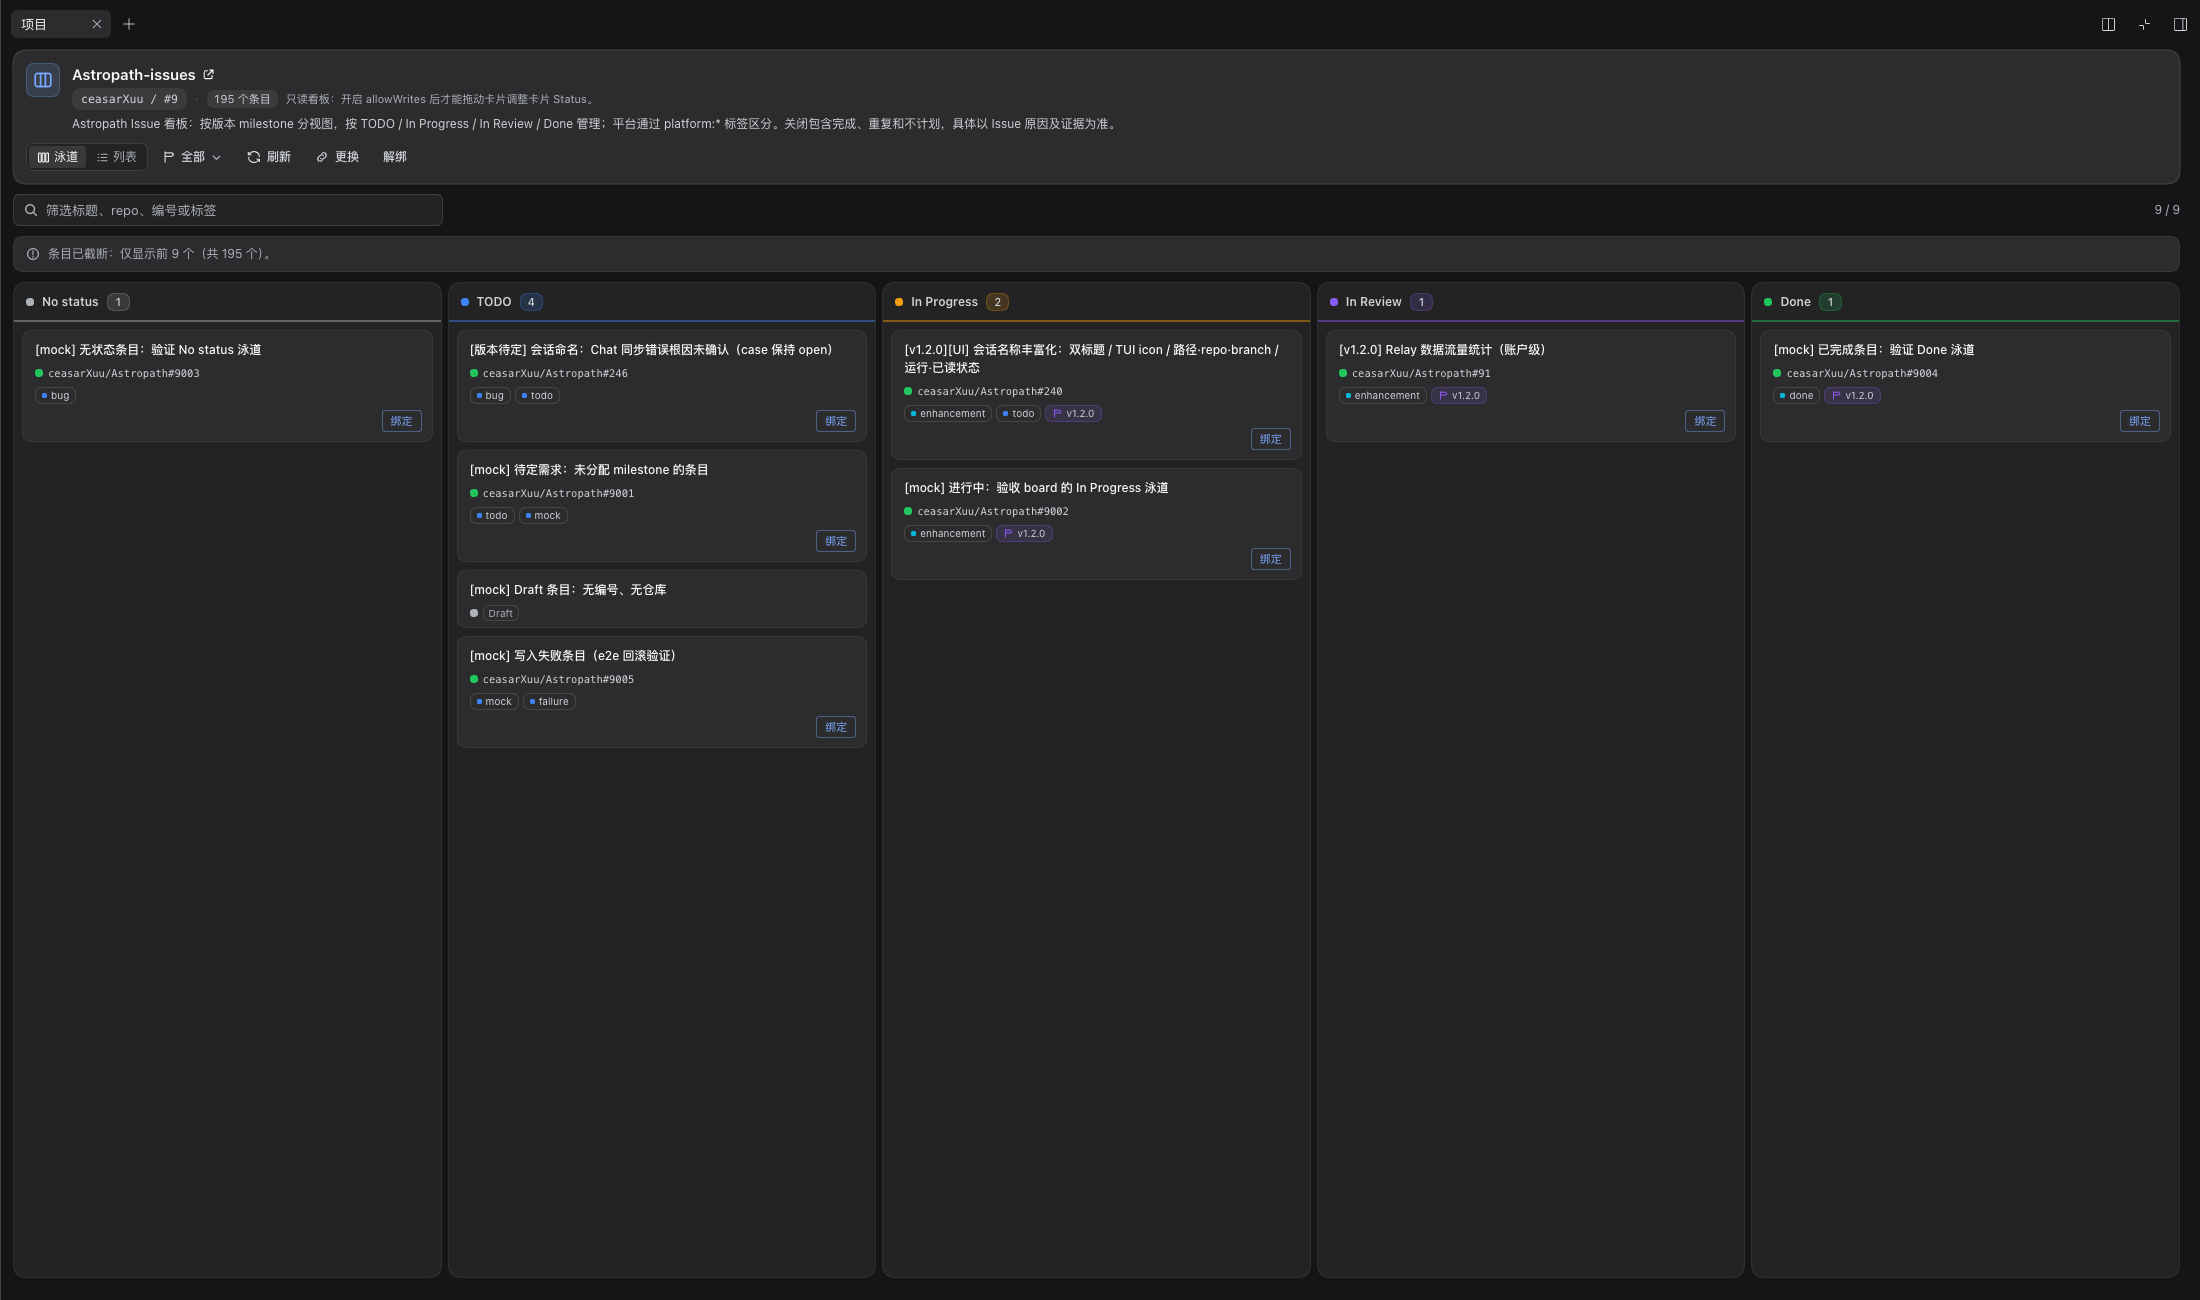 项目
Astropath-issues
ceasarXuu / #9 · 195 个条目 只读看板：开启 allowWrites 后才能拖动卡片调整卡片 Status。
Astropath Issue 看板：按版本 milestone 分视图，按 TODO / In Progress / In Review / Done 管理；平台通过 platform:* 标签区分。关闭包含完成、重复和不计划，具体以 Issue 原因及证据为准。
泳道 列表 全部 刷新 更换 解绑
筛选标题、repo、编号或标签
9 / 9
条目已截断：仅显示前 9 个（共 195 个）。
No status 1
[mock] 无状态条目：验证 No status 泳道
ceasarXuu/Astropath#9003
bug
绑定
TODO 4
[版本待定] 会话命名：Chat 同步错误根因未确认（case 保持 open）
ceasarXuu/Astropath#246
bug todo
绑定
[mock] 待定需求：未分配 milestone 的条目
ceasarXuu/Astropath#9001
todo mock
绑定
[mock] Draft 条目：无编号、无仓库
Draft
[mock] 写入失败条目（e2e 回滚验证）
ceasarXuu/Astropath#9005
mock failure
绑定
In Progress 2
[v1.2.0][UI] 会话名称丰富化：双标题 / TUI icon / 路径·repo·branch /
运行·已读状态
ceasarXuu/Astropath#240
enhancement todo v1.2.0
绑定
[mock] 进行中：验收 board 的 In Progress 泳道
ceasarXuu/Astropath#9002
enhancement v1.2.0
绑定
In Review 1
[v1.2.0] Relay 数据流量统计（账户级）
ceasarXuu/Astropath#91
enhancement v1.2.0
绑定
Done 1
[mock] 已完成条目：验证 Done 泳道
ceasarXuu/Astropath#9004
done v1.2.0
绑定